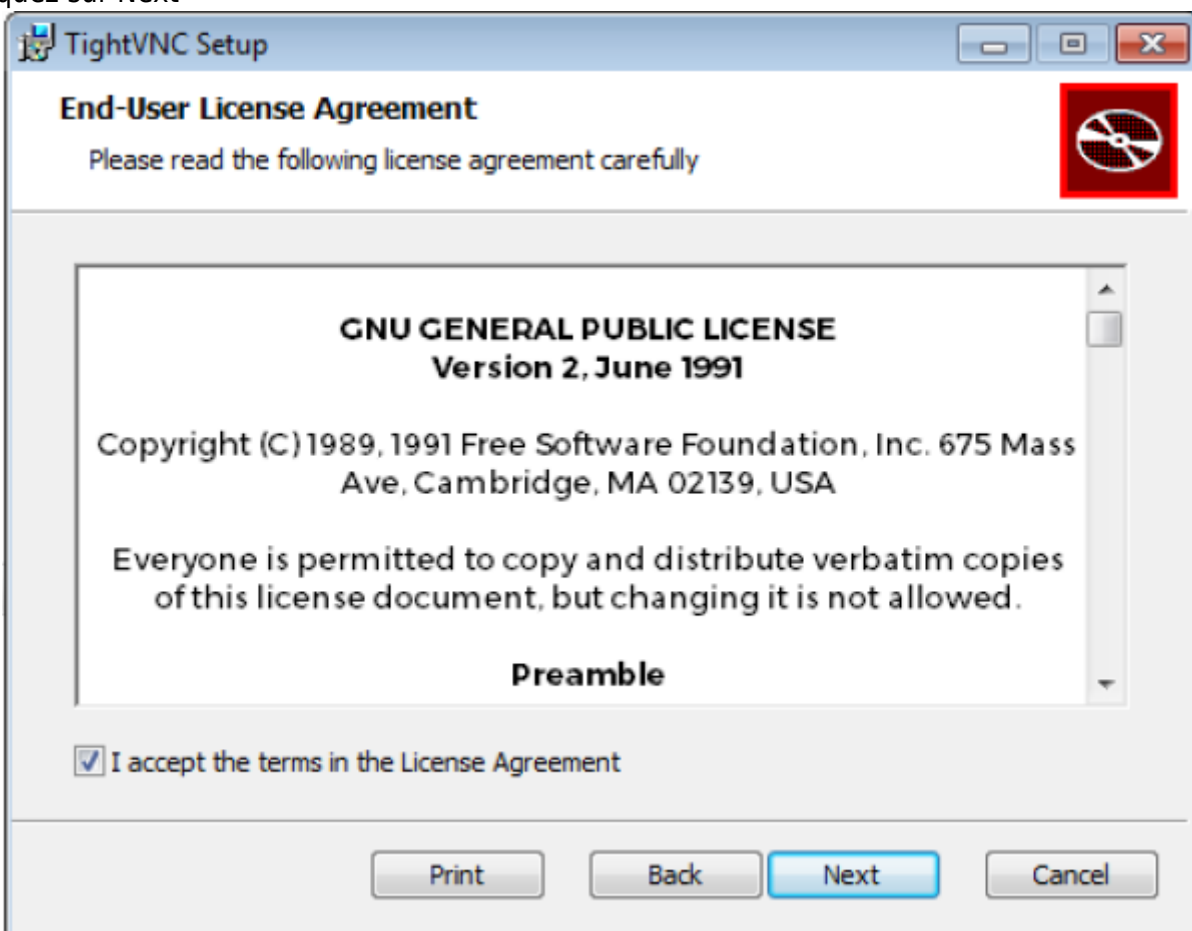 sur Next
TightVNC Setup
End-User License Agreement
Please read the following license agreement carefully
GNU GENERAL PUBLIC LICENSE
Version 2, June 1991
Copyright (C) 1989, 1991 Free Software Foundation, Inc. 675 Mass
Ave, Cambridge, MA 02139, USA
Everyone is permitted to copy and distribute verbatim copies
of this license document, but changing it is not allowed.
Preamble
I accept the terms in the License Agreement
Print Back Next Cancel